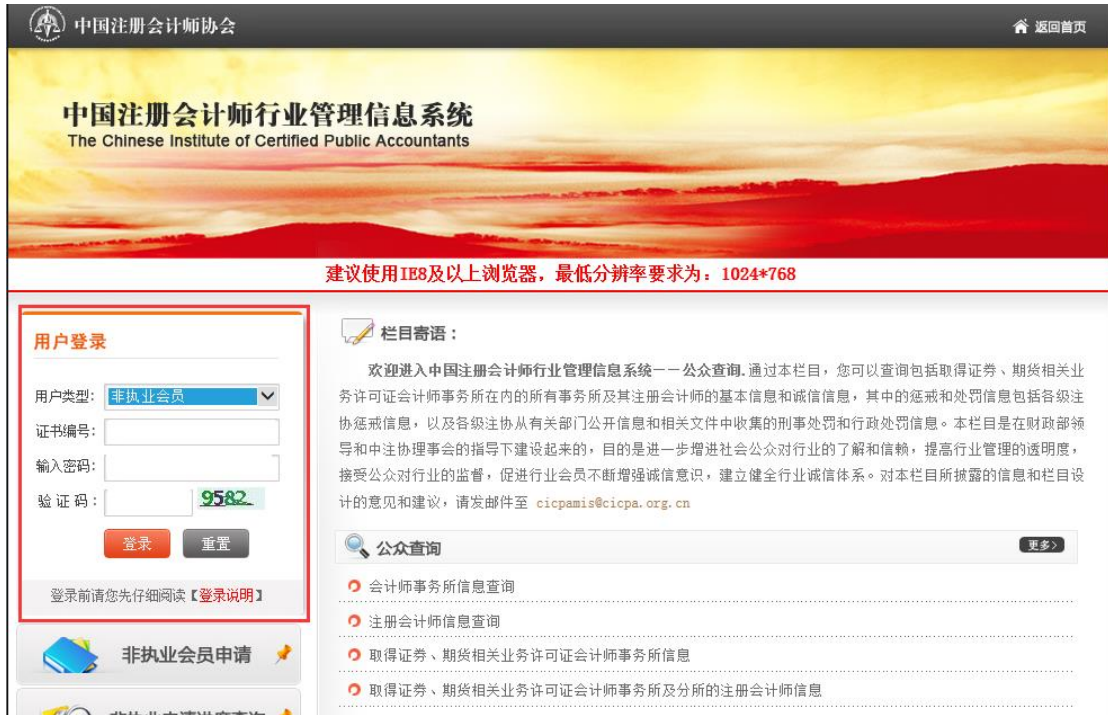 中国注册会计师协会
返回首页
中国注册会计师行业管理信息系统
The Chinese Institute of Certified Public Accountants
建议使用IE8及以上浏览器，最低分辨率要求为：1024*768
用户登录
用户类型：
非执业会员
证书编号：
输入密码：
验证码：
9582
登录
重置
登录前请您先仔细阅读【登录说明】
非执业会员申请
非执业申请进度查询
栏目寄语：
欢迎进入中国注册会计师行业管理信息系统——公众查询.通过本栏目，您可以查询包括取得证券、期货相关业
务许可证会计师事务所在内的所有事务所及其注册会计师的基本信息和诚信信息，其中的惩戒和处罚信息包括各级注
协惩戒信息，以及各级注协从有关部门公开信息和相关文件中收集的刑事处罚和行政处罚信息。本栏目是在财政部领
导和中注协理事会的指导下建设起来的，目的是进一步增进社会公众对行业的了解和信赖，提高行业管理的透明度，
接受公众对行业的监督，促进行业会员不断增强诚信意识，建立健全行业诚信体系。对本栏目所披露的信息和栏目设
计的意见和建议，请发邮件至 cicpamis@cicpa.org.cn
公众查询
更多>
会计师事务所信息查询
注册会计师信息查询
取得证券、期货相关业务许可证会计师事务所信息
取得证券、期货相关业务许可证会计师事务所及分所的注册会计师信息